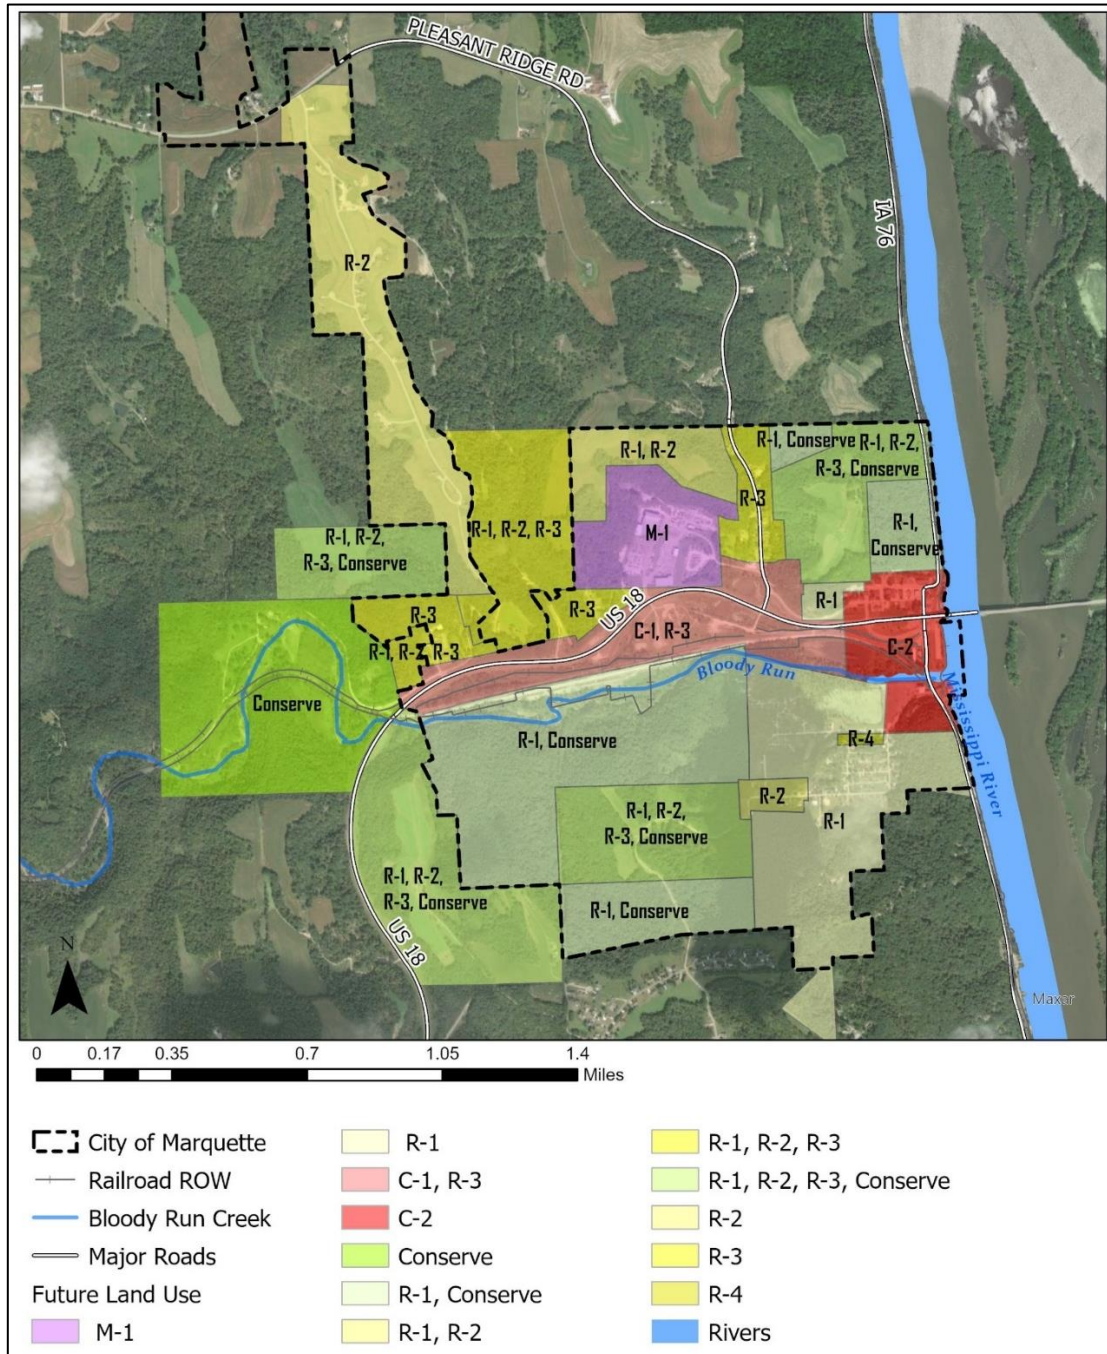 PLEASANT RIDGE RD
IA 76
R-2
R-1, R-2
R-1, Conserve
R-1, R-2,
R-3, Conserve
R-3
R-1, R-2, R-3
M-1
R-1,
Conserve
R-1, R-2,
R-3, Conserve
R-1
R-3
R-3
US 18
C-1, R-3
C-2
R-1, R-2, R-3
Bloody Run
Mississippi River
Conserve
R-1, Conserve
R-4
R-2
R-1
R-1, R-2,
R-3, Conserve
R-1, R-2,
R-3, Conserve
R-1, Conserve
US 18
N
Maxar
0 0.17 0.35 0.7 1.05 1.4
Miles
City of Marquette
Railroad ROW
Bloody Run Creek
Major Roads
Future Land Use
M-1
R-1
C-1, R-3
C-2
Conserve
R-1, Conserve
R-1, R-2
R-1, R-2, R-3
R-1, R-2, R-3, Conserve
R-2
R-3
R-4
Rivers